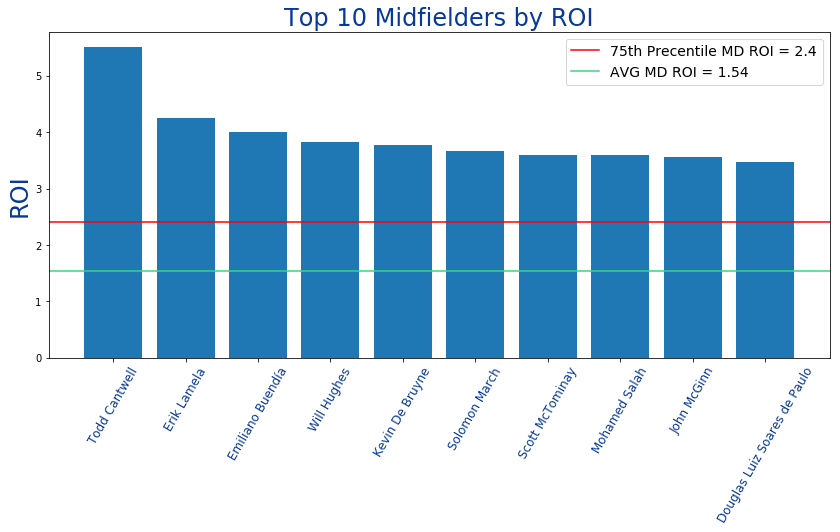 Top 10 Midfielders by ROI
75th Precentile MD ROI = 2.4
AVG MD ROI = 1.54
ROI
5
4
3
2
1
0
Todd Cantwell
Erik Lamela
Emiliano Buendía
Will Hughes
Kevin De Bruyne
Solomon March
Scott McTominay
Mohamed Salah
John McGinn
Douglas Luiz Soares de Paulo